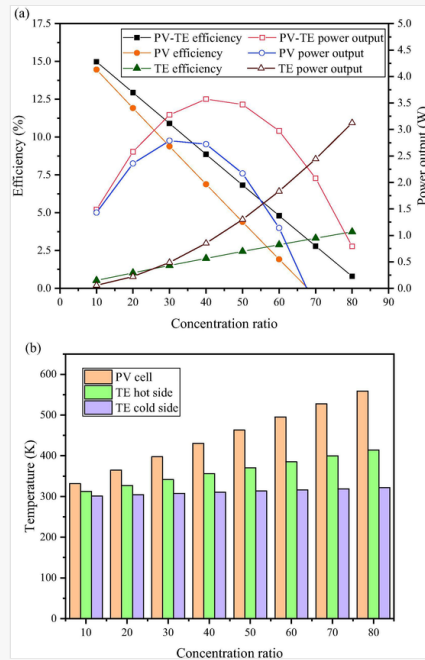 (a)
17.5
15.0
12.5
10.0
7.5
5.0
2.5
0.0
Efficiency (%)
PV-TE efficiency
PV efficiency
TE efficiency
PV-TE power output
PV power output
TE power output
5.0
4.5
4.0
3.5
3.0
2.5
2.0
1.5
1.0
0.5
0.0
Power output (W)
0 10 20 30 40 50 60 70 80 90
Concentration ratio
(b)
600
500
400
300
200
100
0
Temperature (K)
PV cell
TE hot side
TE cold side
10 20 30 40 50 60 70 80
Concentration ratio